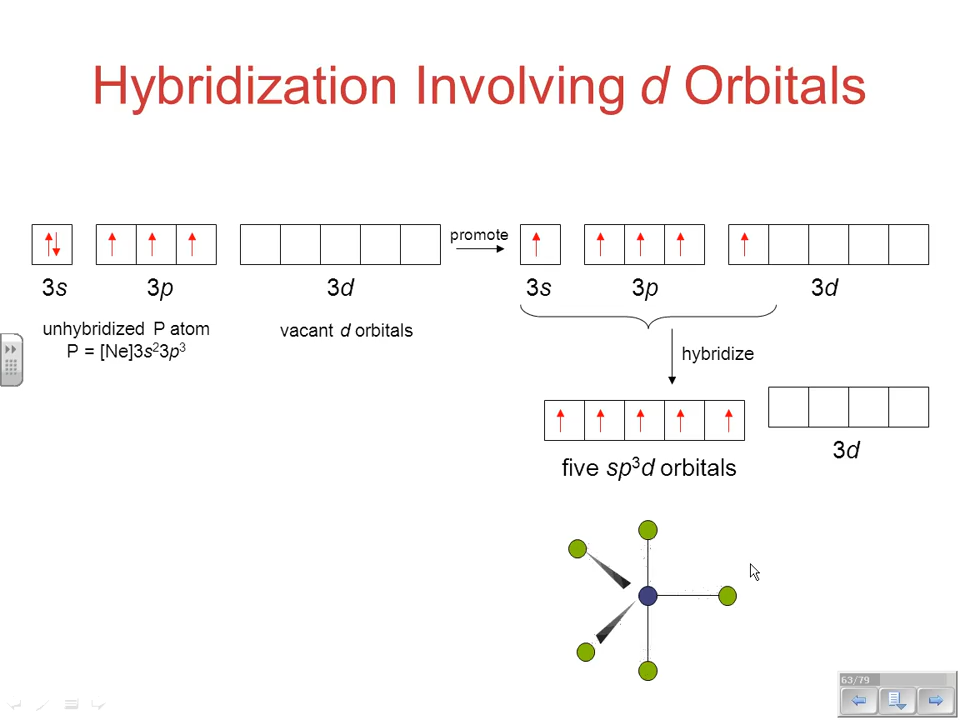 Hybridization Involving d Orbitals
promote
3s 3p 3d 3s 3p 3d
unhybridized P atom
P = [Ne]3s²3p³
vacant d orbitals
hybridize
3d
five sp³d orbitals
63/79